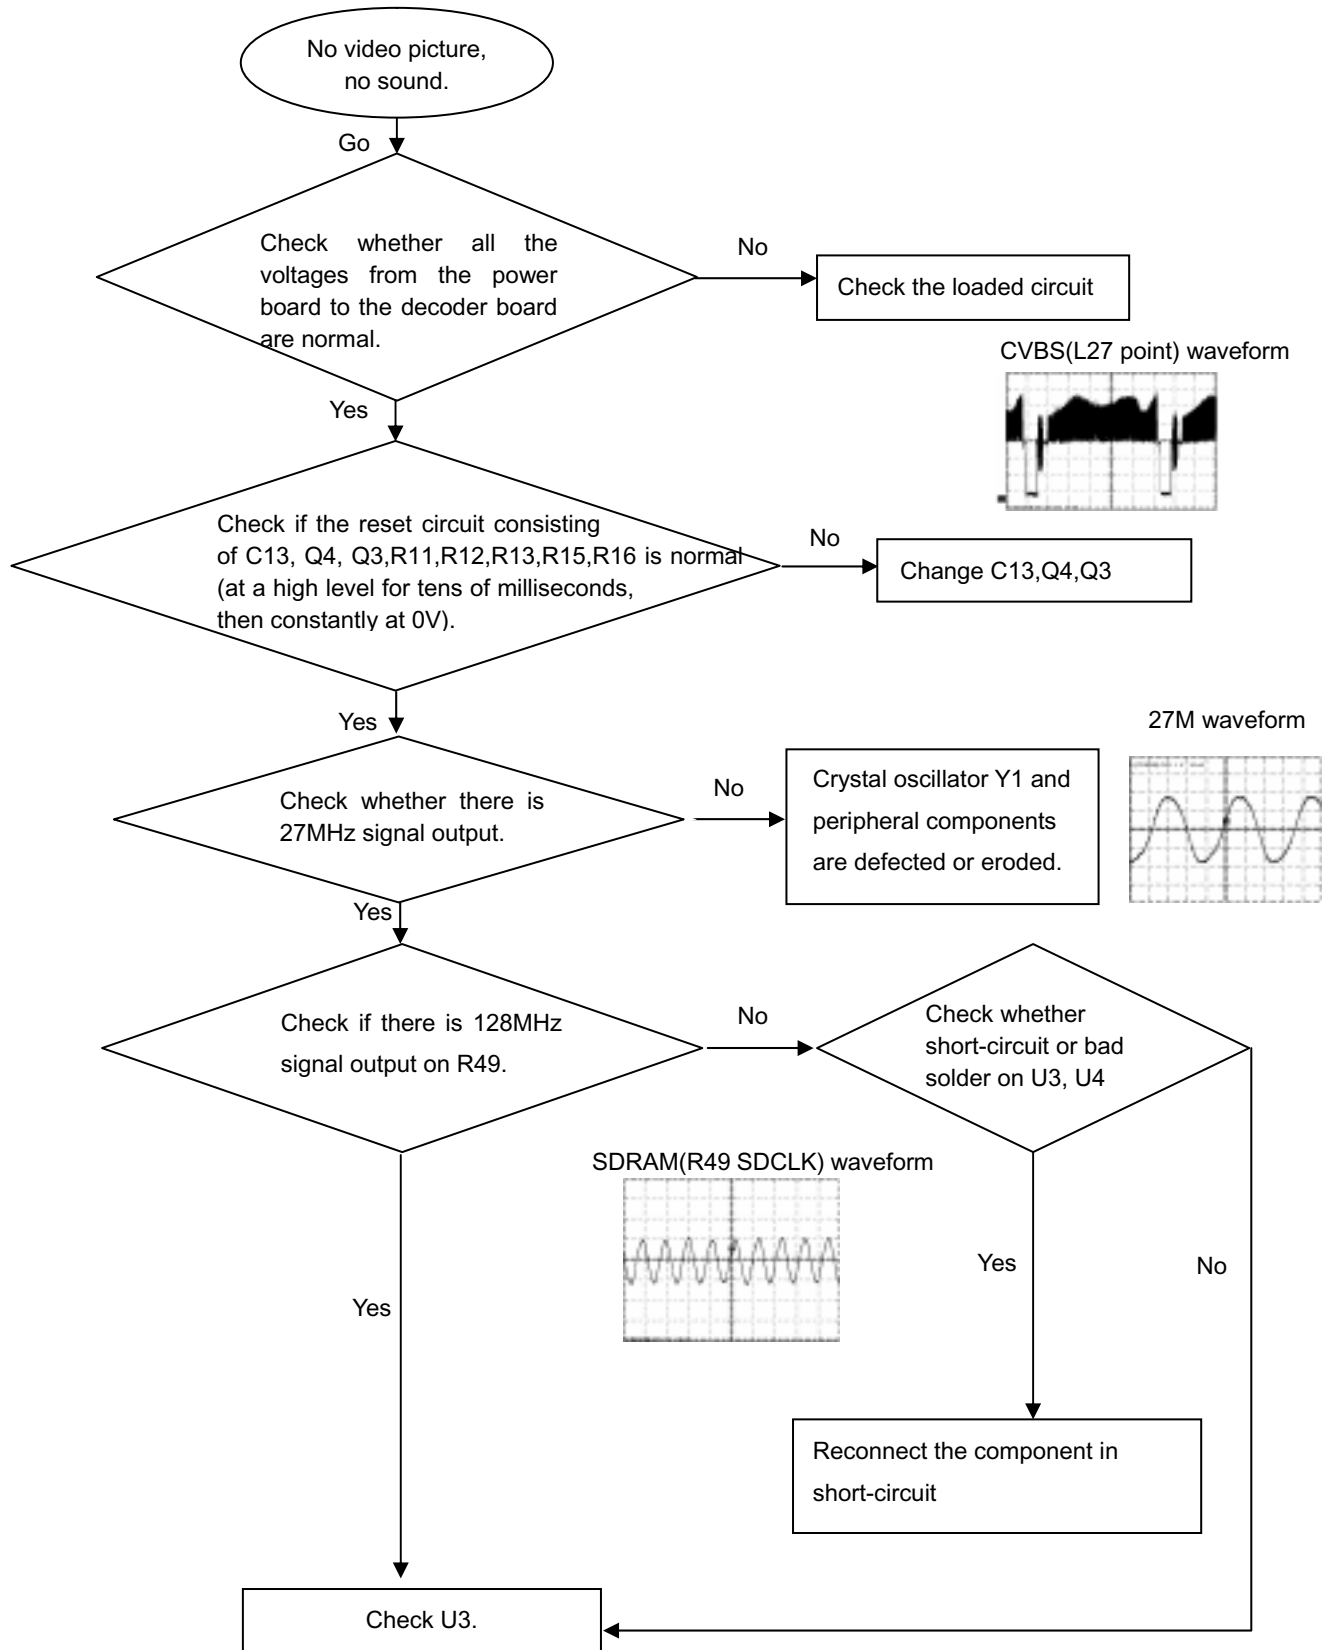 No video picture,
no sound.
Go
Check whether all the
voltages from the power
board to the decoder board
are normal.
No
Check the loaded circuit
CVBS(L27 point) waveform
Yes
Check if the reset circuit consisting
of C13, Q4, Q3,R11,R12,R13,R15,R16 is normal
(at a high level for tens of milliseconds,
then constantly at 0V).
No
Change C13,Q4,Q3
Yes
27M waveform
Check whether there is
27MHz signal output.
No
Crystal oscillator Y1 and
peripheral components
are defected or eroded.
Yes
Check if there is 128MHz
signal output on R49.
No
Check whether
short-circuit or bad
solder on U3, U4
SDRAM(R49 SDCLK) waveform
Yes
No
Yes
Reconnect the component in
short-circuit
Check U3.